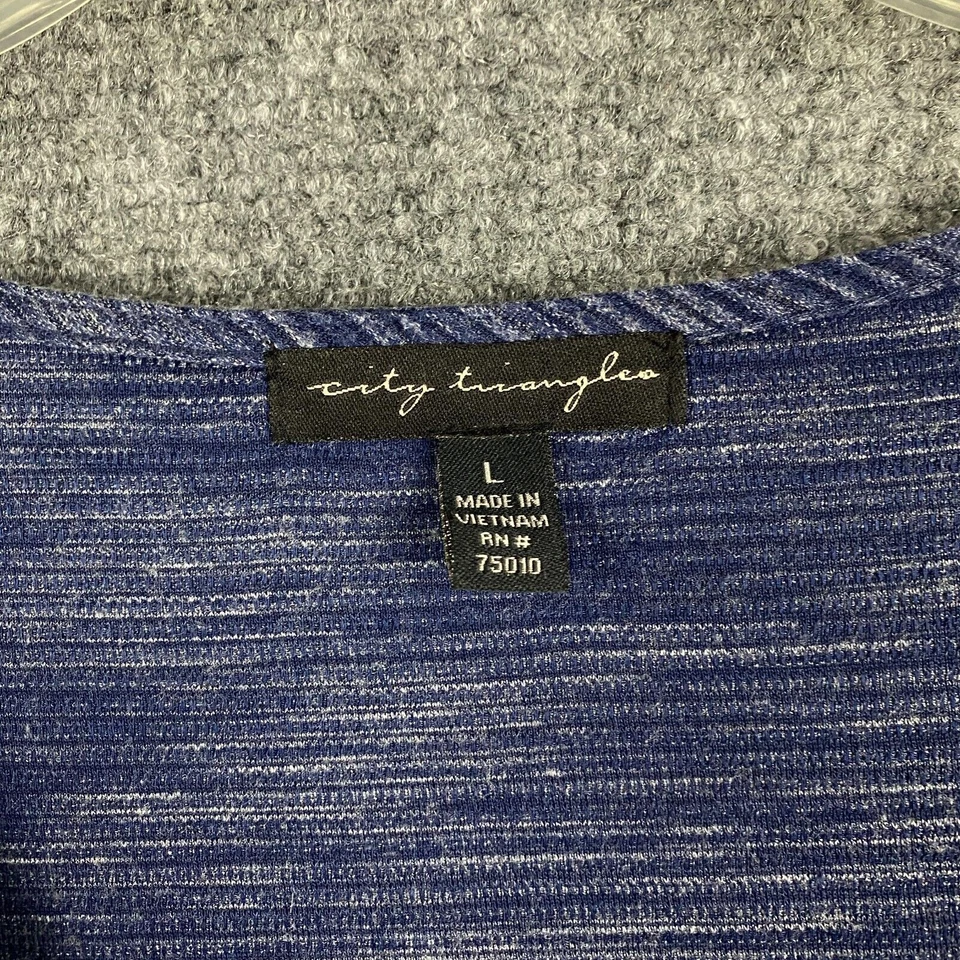 city triangles
L
MADE IN
VIETNAM
RN #
75010